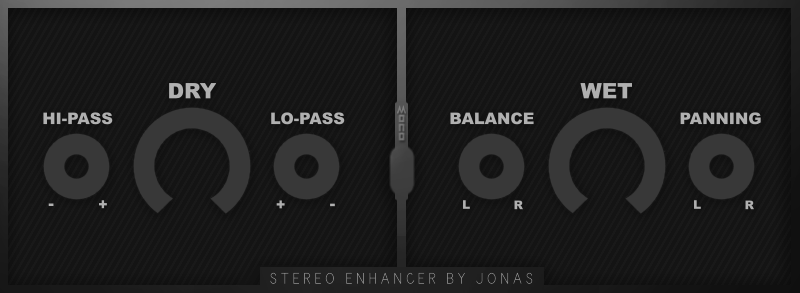 DRY
WET
HI-PASS
LO-PASS
BALANCE
PANNING
MONO
- +
+ -
L R
L R
STEREO ENHANCER BY JONAS